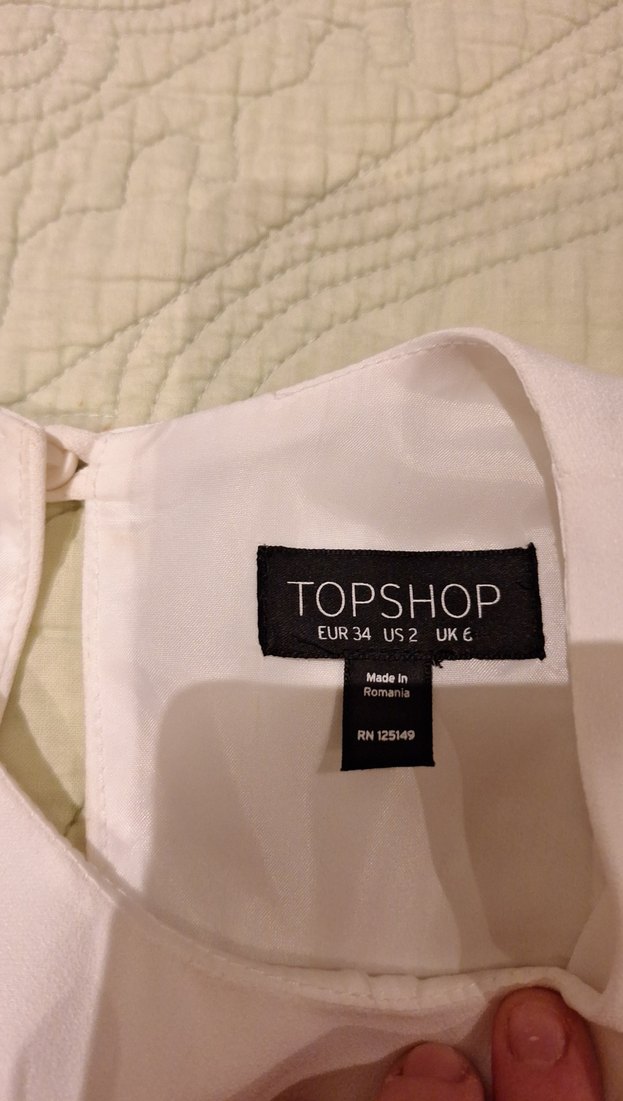 TOPSHOP
EUR 34 US 2 UK 6
Made in
Romania
RN 125149